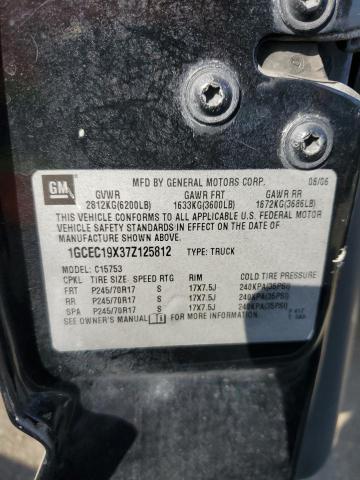 GM
MFD BY GENERAL MOTORS CORP. 06/06
GVWR GAWR FRT GAWR RR
2812KG(6200LB) 1633KG(3600LB) 1672KG(3686LB)
THIS VEHICLE CONFORMS TO ALL APPLICABLE U.S. FEDERAL MOTOR
VEHICLE SAFETY STANDARDS IN EFFECT ON THE DATE OF
MANUFACTURE SHOWN ABOVE.
1GCEC19X37Z125812 TYPE: TRUCK
MODEL: C15753
CPKL TIRE SIZE SPEED RTG RIM COLD TIRE PRESSURE
FRT P245/70R17 S 17X7.5J 240KPA(35PSI)
RR P245/70R17 S 17X7.5J 240KPA(35PSI)
SPA P245/70R17 S 17X7.5J 240KPA(35PSI)
SEE OWNER'S MANUAL FOR ADDITIONAL INFORMATION